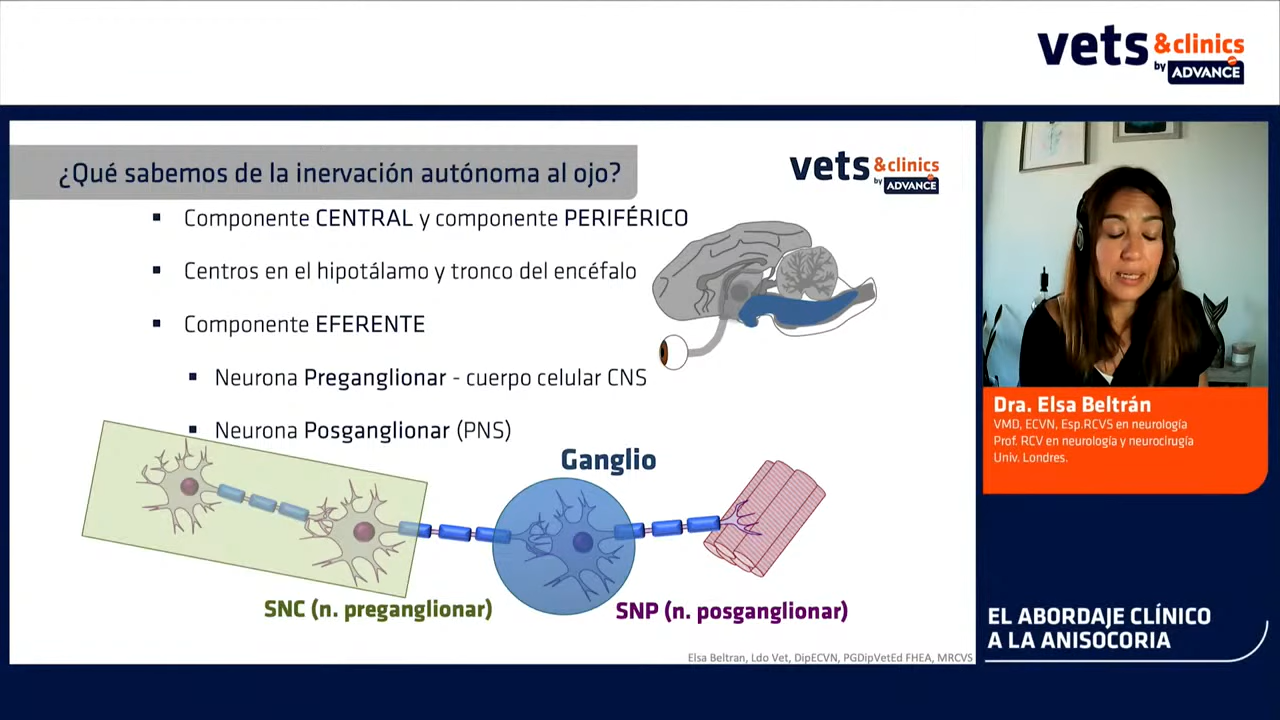 vets &clinics
by ADVANCE
¿Qué sabemos de la inervación autónoma al ojo?
vets &clinics
by ADVANCE
▪ Componente CENTRAL y componente PERIFÉRICO
▪ Centros en el hipotálamo y tronco del encéfalo
▪ Componente EFERENTE
▪ Neurona Preganglionar - cuerpo celular CNS
▪ Neurona Posganglionar (PNS)
Ganglio
SNC (n. preganglionar)
SNP (n. posganglionar)
Elsa Beltran, Ldo Vet, DipECVN, PGDipVetEd FHEA, MRCVS
Dra. Elsa Beltrán
VMD, ECVN, Esp.RCVS en neurología
Prof. RCV en neurología y neurocirugía
Univ. Londres.
EL ABORDAJE CLÍNICO
A LA ANISOCORIA